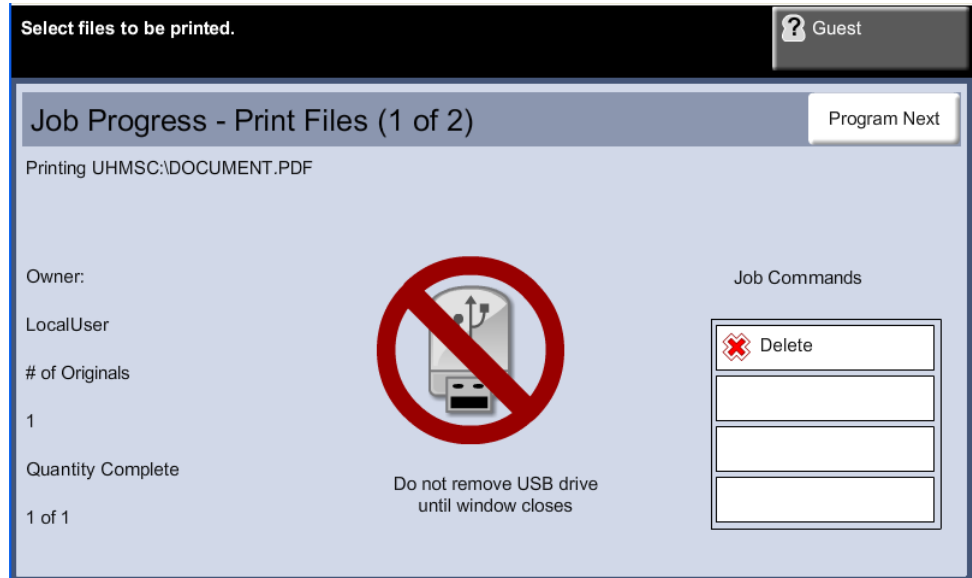 Select files to be printed.
Guest
Job Progress - Print Files (1 of 2)
Program Next
Printing UHMSC:\DOCUMENT.PDF
Owner:
LocalUser
# of Originals
1
Quantity Complete
1 of 1
Do not remove USB drive
until window closes
Job Commands
Delete